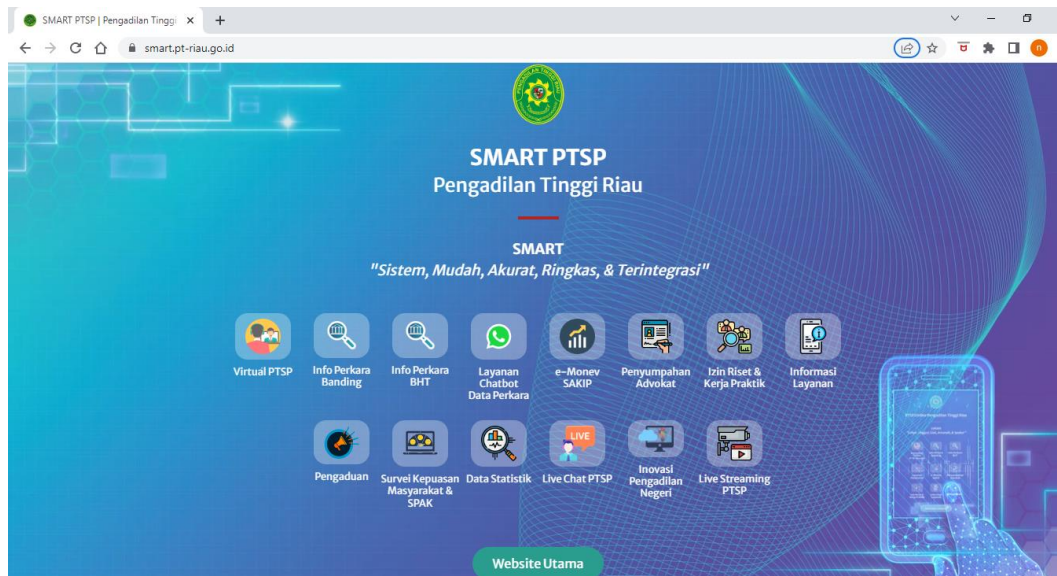 SMART PTSP | Pengadilan Tinggi
smart.pt-riau.go.id
n
SMART PTSP
Pengadilan Tinggi Riau
SMART
"Sistem, Mudah, Akurat, Ringkas, & Terintegrasi"
Virtual PTSP
Info Perkara
Banding
Info Perkara
BHT
Layanan
Chatbot
Data Perkara
e-Monev
SAKIP
Penyumpahan
Advokat
Izin Riset &
Kerja Praktik
Informasi
Layanan
Pengaduan
Survei Kepuasan
Masyarakat &
SPAK
Data Statistik
LIVE
Live Chat PTSP
Inovasi
Pengadilan
Negeri
Live Streaming
PTSP
Website Utama